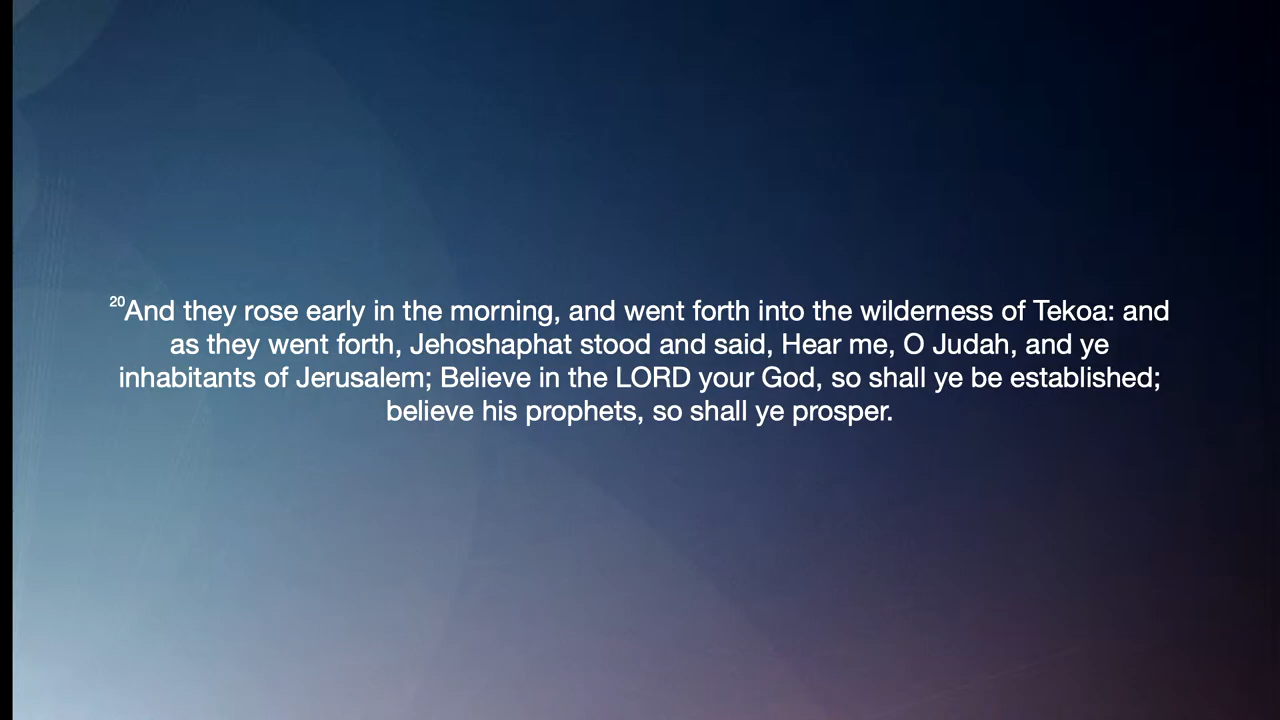 20And they rose early in the morning, and went forth into the wilderness of Tekoa: and
as they went forth, Jehoshaphat stood and said, Hear me, O Judah, and ye
inhabitants of Jerusalem; Believe in the LORD your God, so shall ye be established;
believe his prophets, so shall ye prosper.